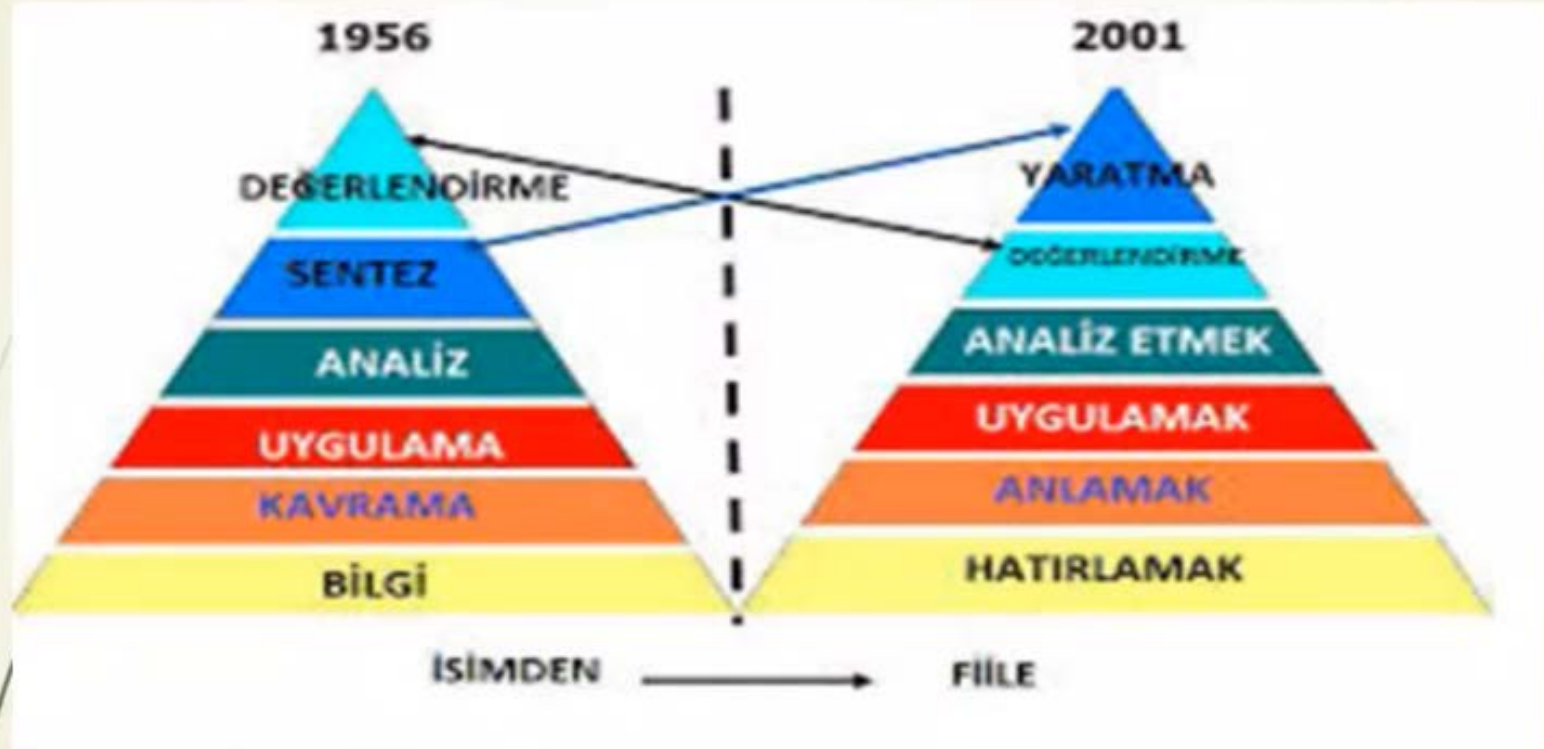 1956
DEĞERLENDİRME
SENTEZ
ANALİZ
UYGULAMA
KAVRAMA
BİLGİ
2001
YARATMA
DEĞERLENDİRME
ANALİZ ETMEK
UYGULAMAK
ANLAMAK
HATIRLAMAK
İSİMDEN FİİLE